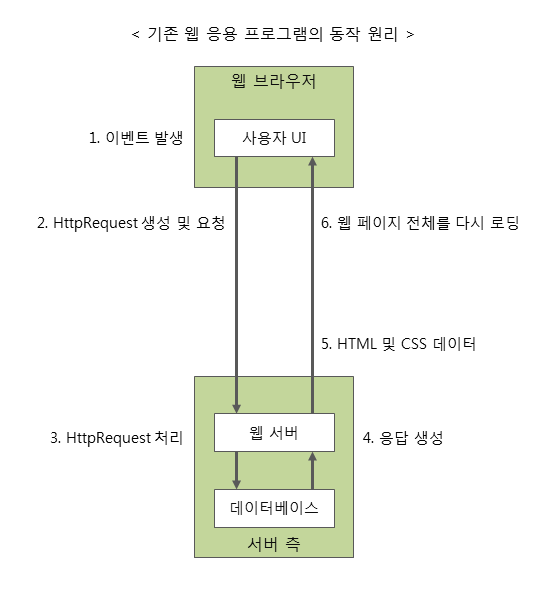 < 기존 웹 응용 프로그램의 동작 원리 >
웹 브라우저
1. 이벤트 발생
사용자 UI
2. HttpRequest 생성 및 요청
6. 웹 페이지 전체를 다시 로딩
5. HTML 및 CSS 데이터
3. HttpRequest 처리
웹 서버
4. 응답 생성
데이터베이스
서버 측